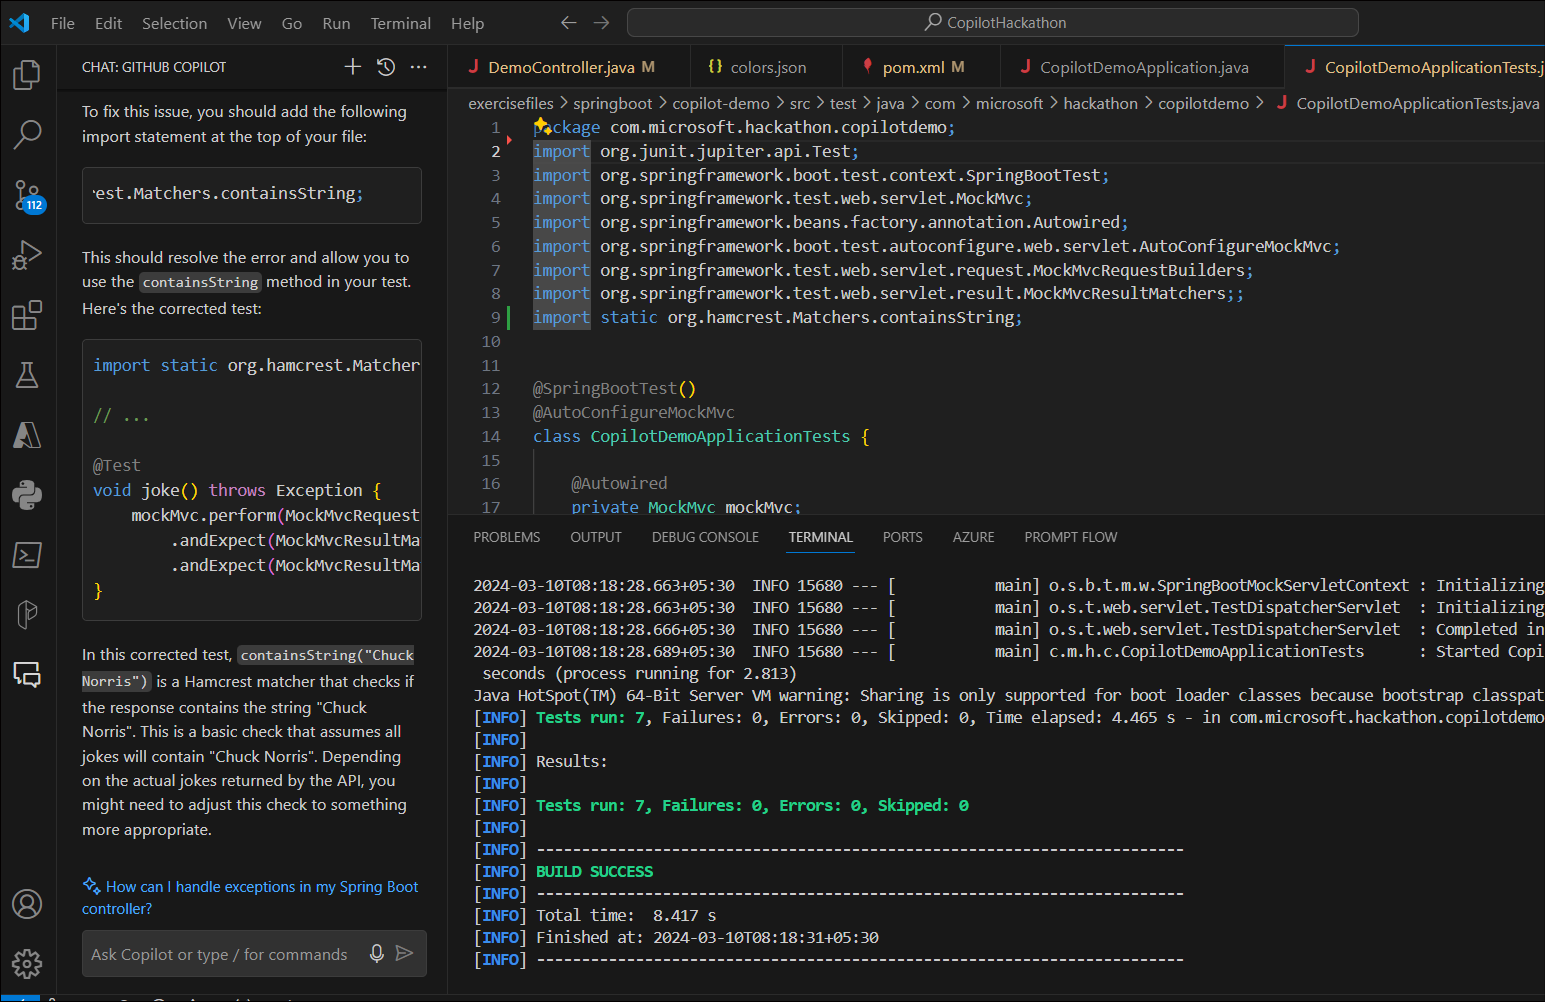 File Edit Selection View Go Run Terminal Help
CopilotHackathon
CHAT: GITHUB COPILOT
To fix this issue, you should add the following
import statement at the top of your file:
est.Matchers.containsString;
This should resolve the error and allow you to
use the containsString method in your test.
Here's the corrected test:
import static org.hamcrest.Matcher
// ...
@Test
void joke() throws Exception {
mockMvc.perform(MockMvcRequest
.andExpect(MockMvcResultMa
.andExpect(MockMvcResultMa
}
In this corrected test, containsString("Chuck
Norris") is a Hamcrest matcher that checks if
the response contains the string "Chuck
Norris". This is a basic check that assumes all
jokes will contain "Chuck Norris". Depending
on the actual jokes returned by the API, you
might need to adjust this check to something
more appropriate.
How can I handle exceptions in my Spring Boot
controller?
Ask Copilot or type / for commands
112
DemoController.java M
{} colors.json
pom.xml M
CopilotDemoApplication.java
CopilotDemoApplicationTests.j
exercisefiles > springboot > copilot-demo > src > test > java > com > microsoft > hackathon > copilotdemo > J CopilotDemoApplicationTests.java
1 package com.microsoft.hackathon.copilotdemo;
2 import org.junit.jupiter.api.Test;
3 import org.springframework.boot.test.context.SpringBootTest;
4 import org.springframework.test.web.servlet.MockMvc;
5 import org.springframework.beans.factory.annotation.Autowired;
6 import org.springframework.boot.test.autoconfigure.web.servlet.AutoConfigureMockMvc;
7 import org.springframework.test.web.servlet.request.MockMvcRequestBuilders;
8 import org.springframework.test.web.servlet.result.MockMvcResultMatchers;;
9 import static org.hamcrest.Matchers.containsString;
10
11
12 @SpringBootTest()
13 @AutoConfigureMockMvc
14 class CopilotDemoApplicationTests {
15
16 @Autowired
17 private MockMvc mockMvc;
PROBLEMS OUTPUT DEBUG CONSOLE TERMINAL PORTS AZURE PROMPT FLOW
2024-03-10T08:18:28.663+05:30 INFO 15680 --- [ main] o.s.b.t.m.w.SpringBootMockServletContext : Initializing
2024-03-10T08:18:28.663+05:30 INFO 15680 --- [ main] o.s.t.web.servlet.TestDispatcherServlet : Initializing
2024-03-10T08:18:28.666+05:30 INFO 15680 --- [ main] o.s.t.web.servlet.TestDispatcherServlet : Completed in
2024-03-10T08:18:28.689+05:30 INFO 15680 --- [ main] c.m.h.c.CopilotDemoApplicationTests : Started Copi
seconds (process running for 2.813)
Java HotSpot(TM) 64-Bit Server VM warning: Sharing is only supported for boot loader classes because bootstrap classpat
[INFO] Tests run: 7, Failures: 0, Errors: 0, Skipped: 0, Time elapsed: 4.465 s - in com.microsoft.hackathon.copilotdemo
[INFO]
[INFO] Results:
[INFO]
[INFO] Tests run: 7, Failures: 0, Errors: 0, Skipped: 0
[INFO]
[INFO] ------------------------------------------------------------------------
[INFO] BUILD SUCCESS
[INFO] ------------------------------------------------------------------------
[INFO] Total time: 8.417 s
[INFO] Finished at: 2024-03-10T08:18:31+05:30
[INFO] ------------------------------------------------------------------------